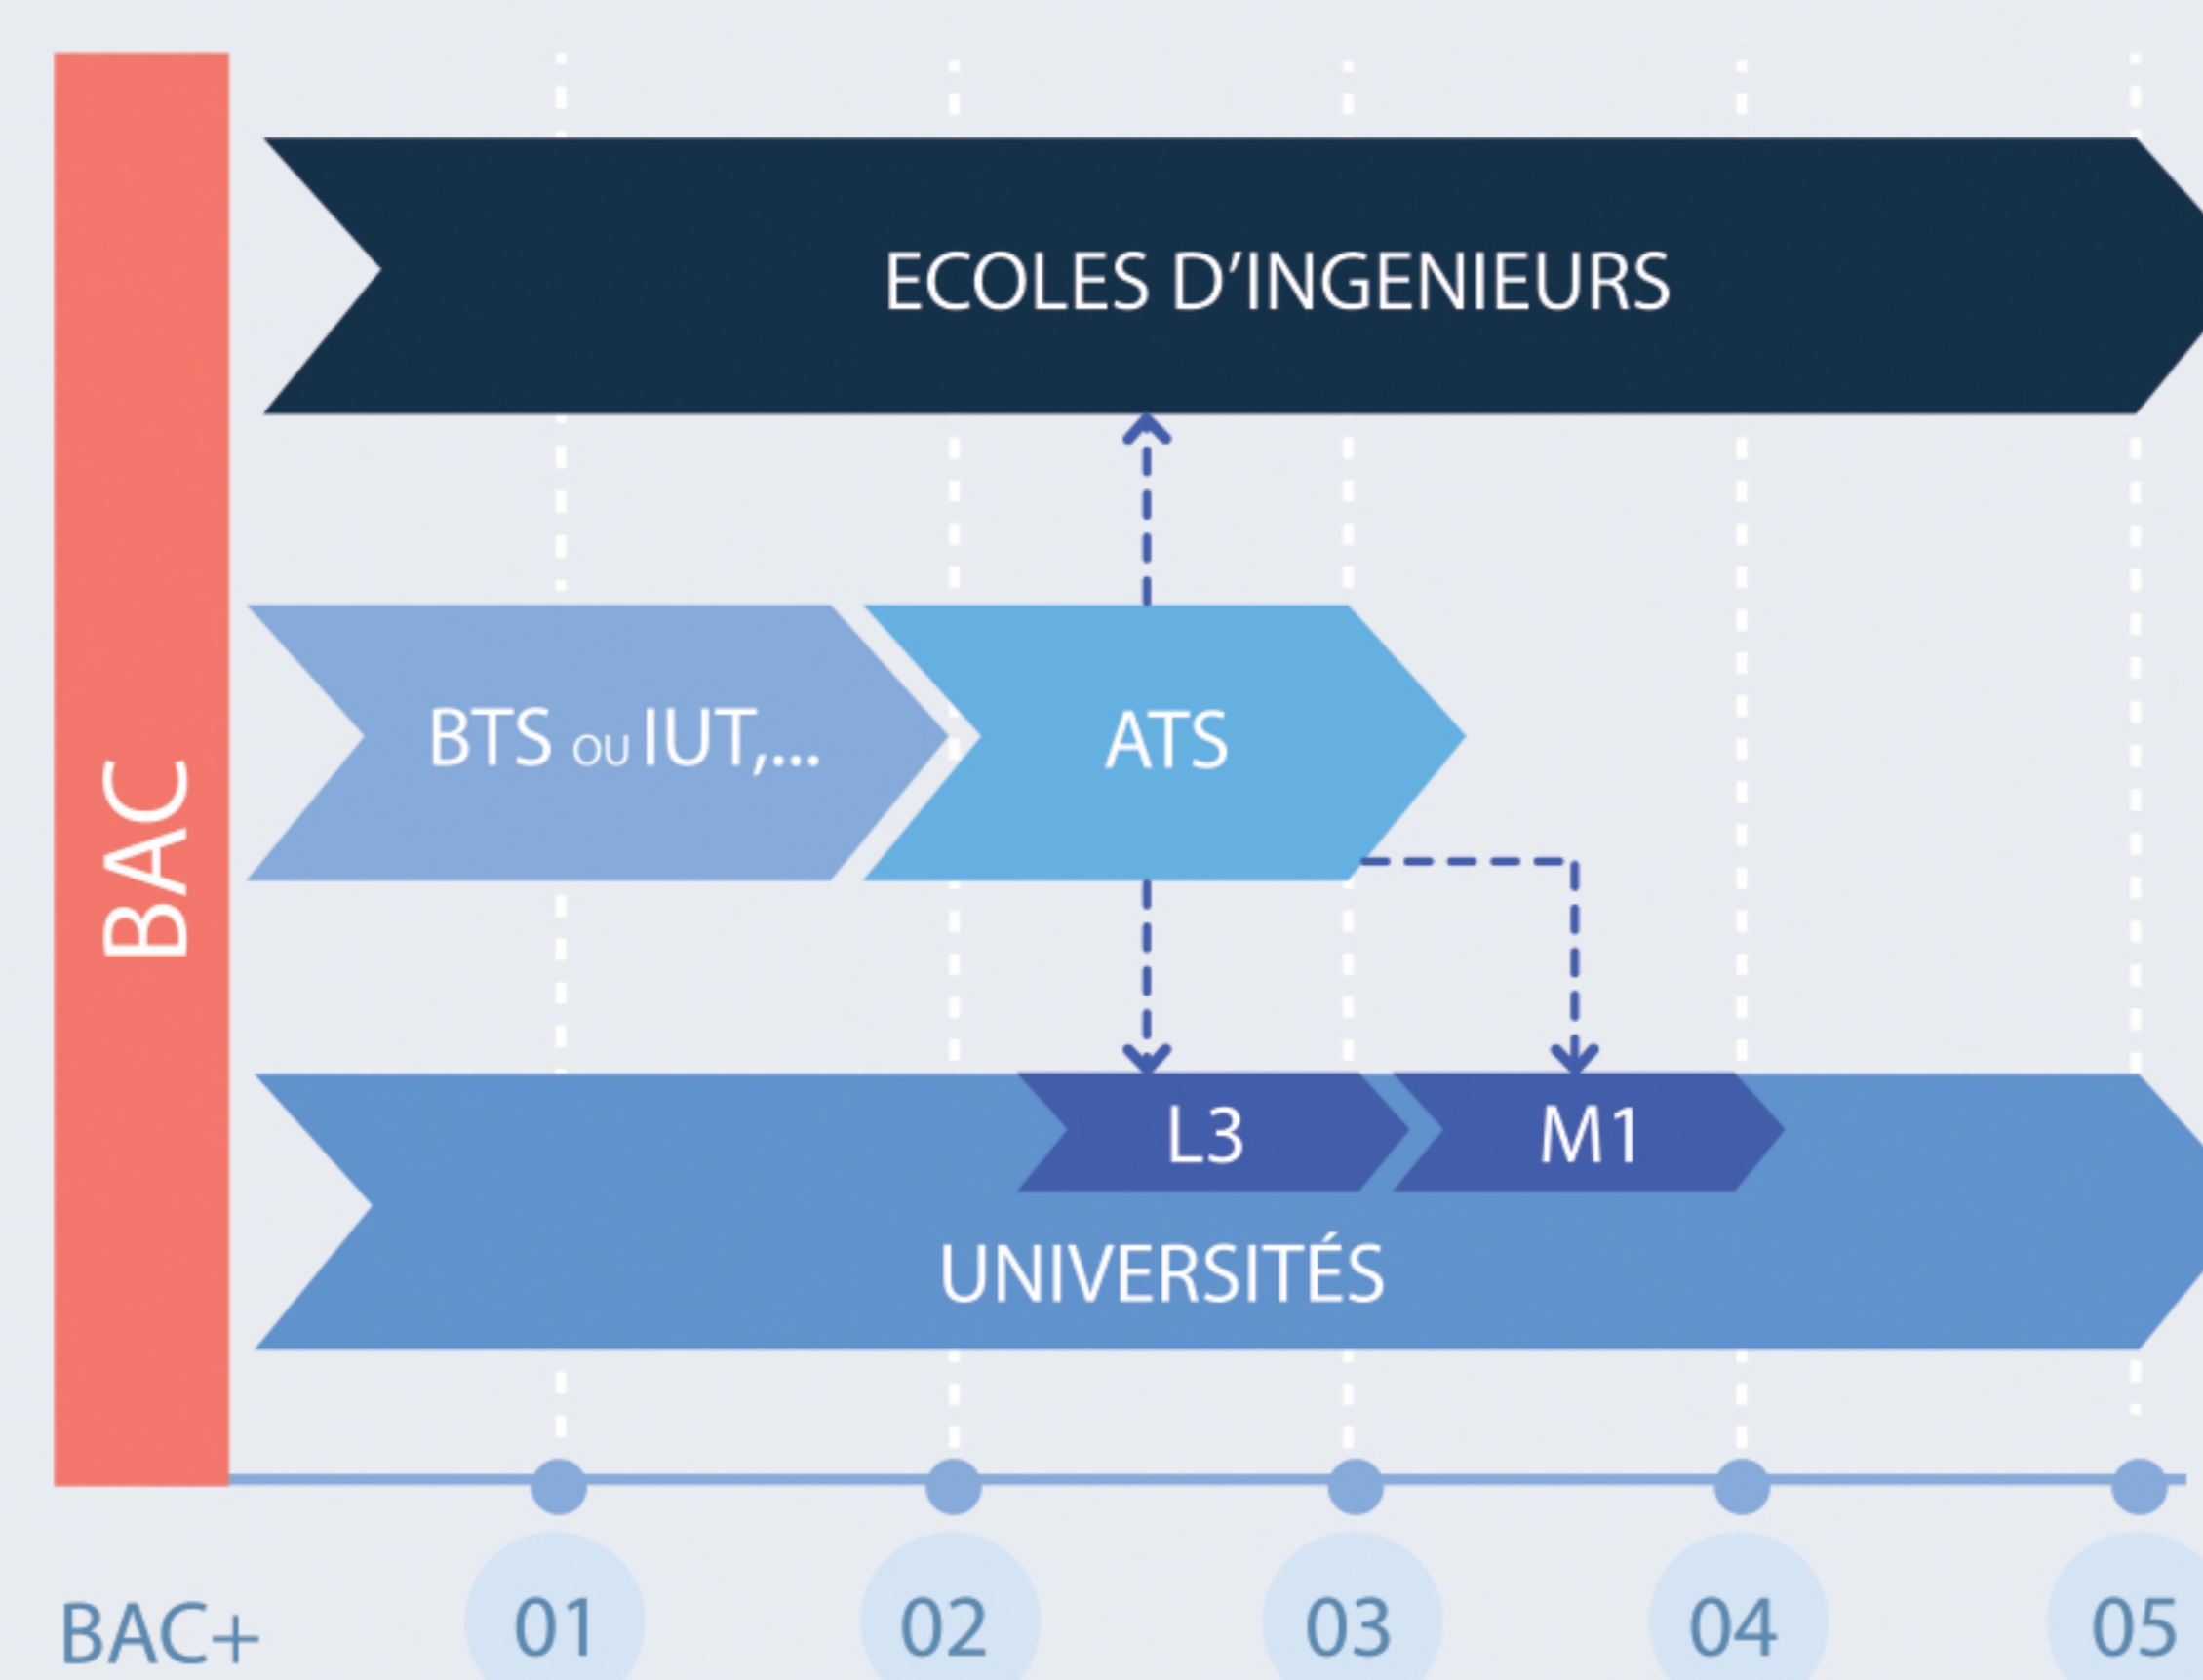 BAC
ECOLES D’INGENIEURS
BTS OU IUT,...
ATS
L3
M1
UNIVERSITÉS
BAC+
01
02
03
04
05